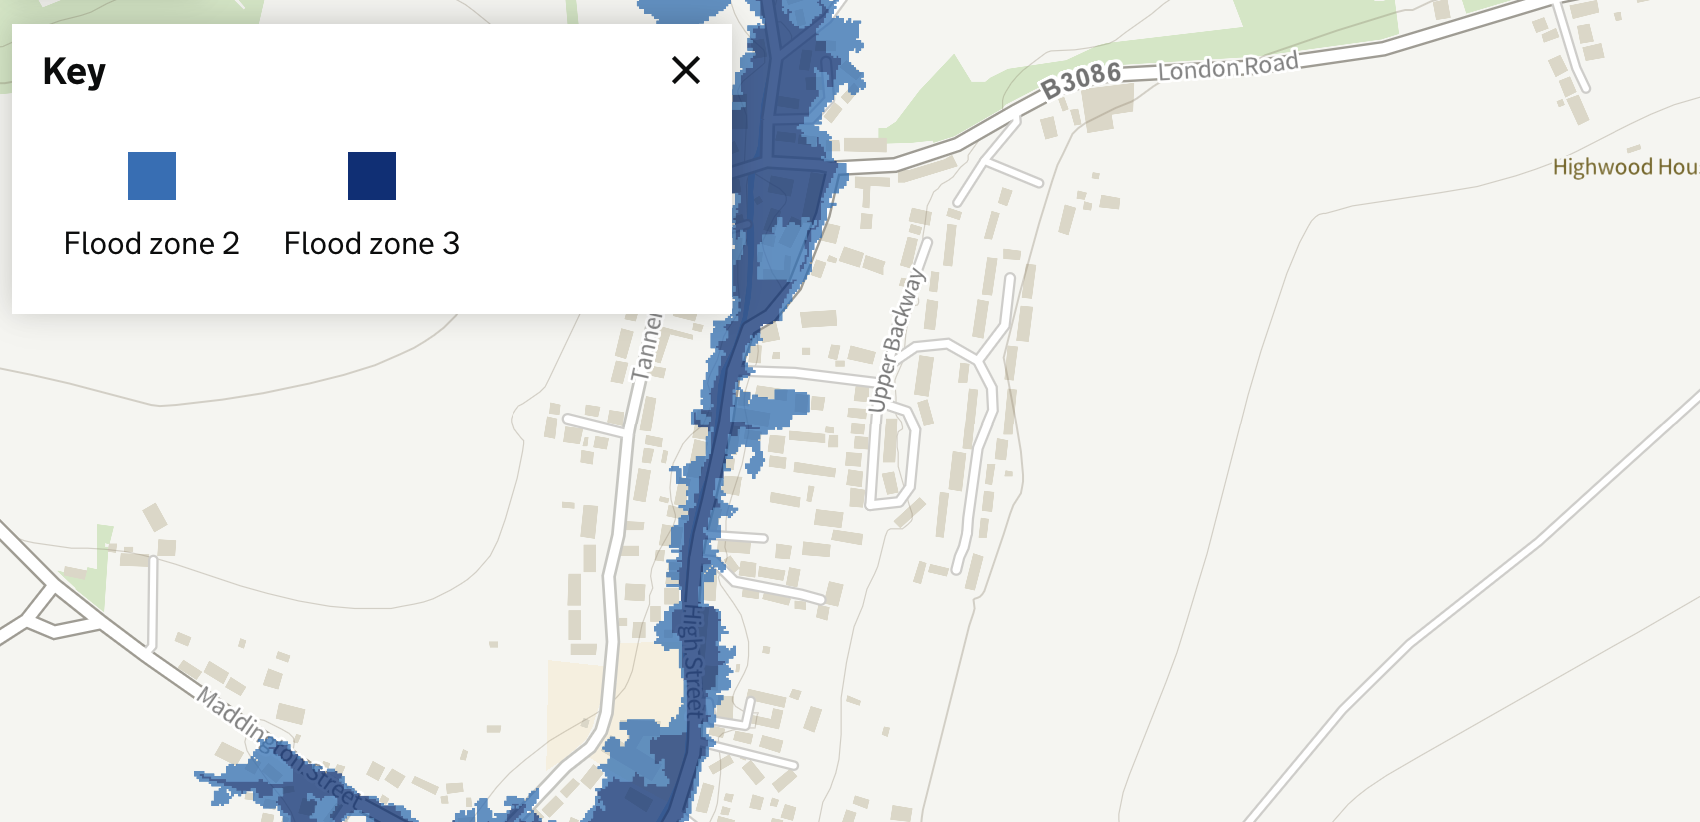 Key
Flood zone 2
Flood zone 3
B3086
London Road
Highwood Hou
Upper Backway
Tanner
High Street
Maddington Street